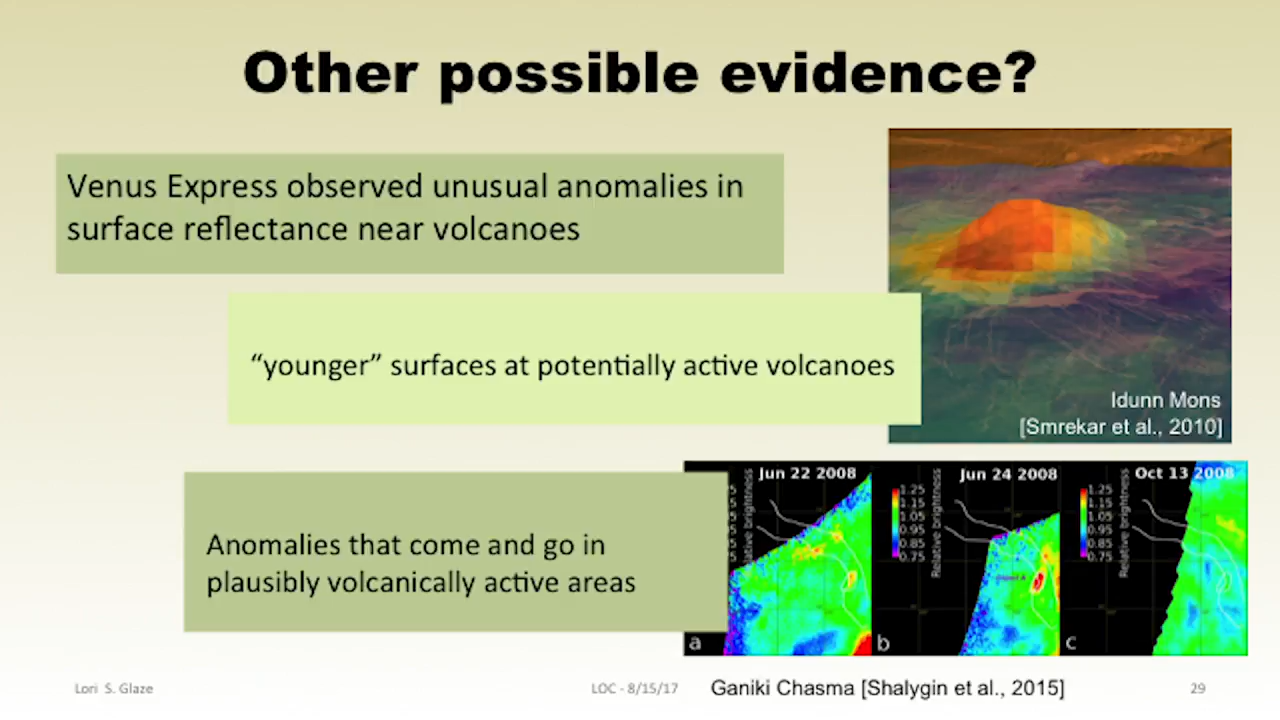 Other possible evidence?
Venus Express observed unusual anomalies in
surface reflectance near volcanoes
“younger” surfaces at potentially active volcanoes
Idunn Mons
[Smrekar et al., 2010]
Anomalies that come and go in
plausibly volcanically active areas
Jun 22 2008
Relative brightness
a
Jun 24 2008
1.25
1.15
1.05
0.95
0.85
0.75
Relative brightness
b
Oct 13 2008
1.25
1.15
1.05
0.95
0.85
0.75
Relative brightness
c
Ganiki Chasma [Shalygin et al., 2015]
Lori S. Glaze
LOC - 8/15/17
29